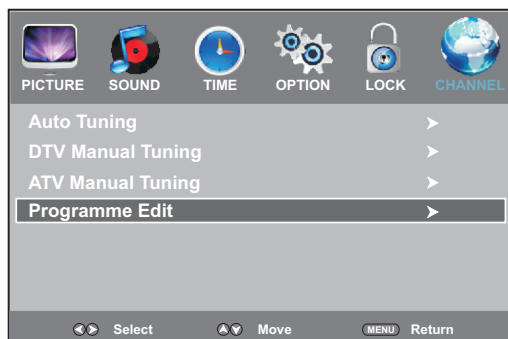 PICTURE SOUND TIME OPTION LOCK CHANNEL
Auto Tuning
DTV Manual Tuning
ATV Manual Tuning
Programme Edit
Select Move MENU Return